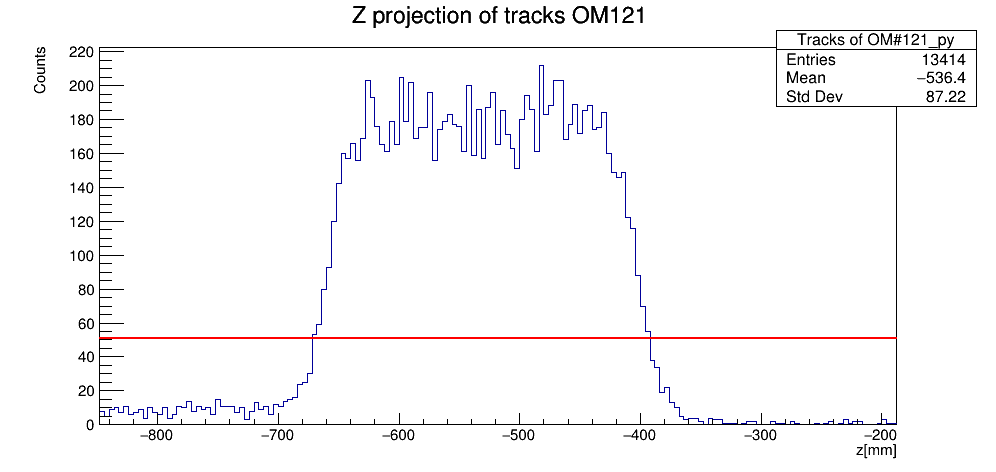 Z projection of tracks OM121
Tracks of OM#121_py
Entries 13414
Mean −536.4
Std Dev 87.22
Counts
220
200
180
160
140
120
100
80
60
40
20
0
−800 −700 −600 −500 −400 −300 −200
z[mm]